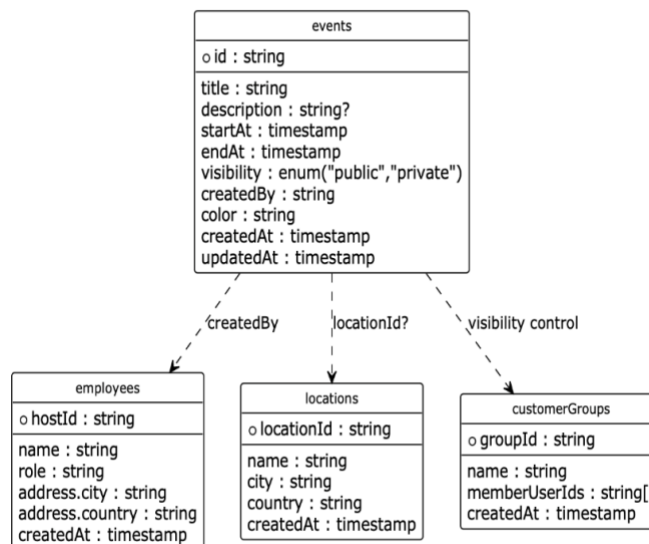 events
id : string
title : string
description : string?
startAt : timestamp
endAt : timestamp
visibility : enum("public","private")
createdBy : string
color : string
createdAt : timestamp
updatedAt : timestamp
createdBy
locationId?
visibility control
employees
hostId : string
name : string
role : string
address.city : string
address.country : string
createdAt : timestamp
locations
locationId : string
name : string
city : string
country : string
createdAt : timestamp
customerGroups
groupId : string
name : string
memberUserIds : string[
createdAt : timestamp